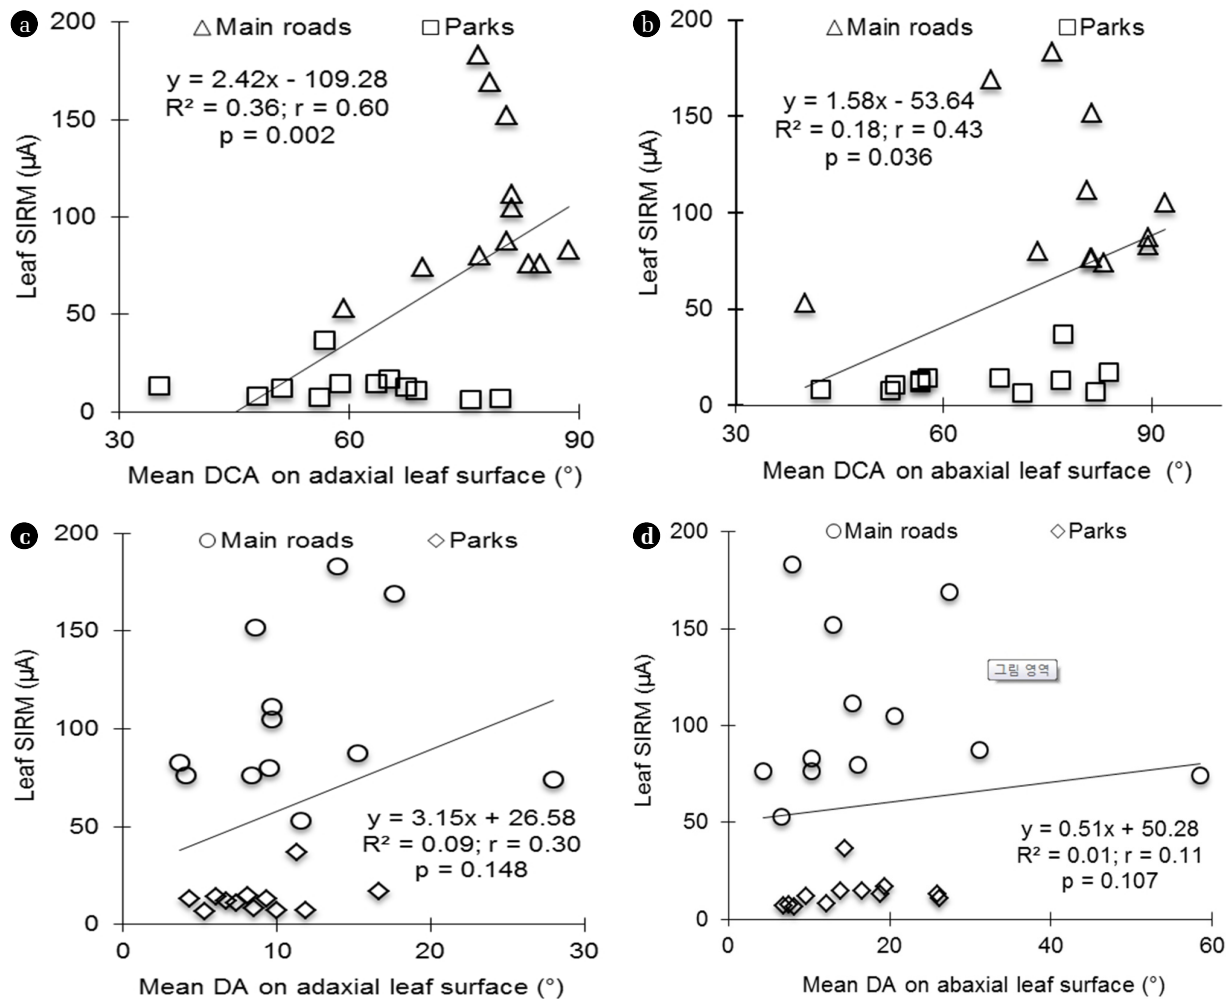 a
200
150
100
50
0
30
60
90
Main roads
Parks
y = 2.42x - 109.28
R² = 0.36; r = 0.60
p = 0.002
Leaf SIRM (µA)
Mean DCA on adaxial leaf surface (°)
b
200
150
100
50
0
30
60
90
Main roads
Parks
y = 1.58x - 53.64
R² = 0.18; r = 0.43
p = 0.036
Leaf SIRM (µA)
Mean DCA on abaxial leaf surface (°)
c
200
150
100
50
0
0
10
20
30
Main roads
Parks
y = 3.15x + 26.58
R² = 0.09; r = 0.30
p = 0.148
Leaf SIRM (µA)
Mean DA on adaxial leaf surface (°)
d
200
150
100
50
0
0
20
40
60
Main roads
Parks
그림 영역
y = 0.51x + 50.28
R² = 0.01; r = 0.11
p = 0.107
Leaf SIRM (µA)
Mean DA on abaxial leaf surface (°)